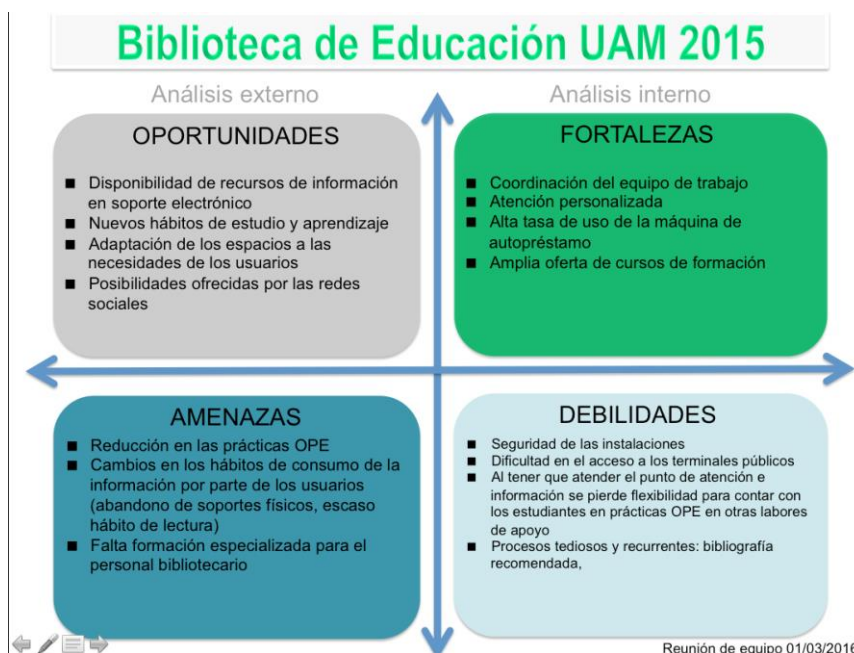 Biblioteca de Educación UAM 2015
Análisis externo
OPORTUNIDADES
■ Disponibilidad de recursos de información
en soporte electrónico
■ Nuevos hábitos de estudio y aprendizaje
■ Adaptación de los espacios a las
necesidades de los usuarios
■ Posibilidades ofrecidas por las redes
sociales
Análisis interno
FORTALEZAS
■ Coordinación del equipo de trabajo
■ Atención personalizada
■ Alta tasa de uso de la máquina de
autopréstamo
■ Amplia oferta de cursos de formación
AMENAZAS
■ Reducción en las prácticas OPE
■ Cambios en los hábitos de consumo de la
información por parte de los usuarios
(abandono de soportes físicos, escaso
hábito de lectura)
■ Falta formación especializada para el
personal bibliotecario
DEBILIDADES
■ Seguridad de las instalaciones
■ Dificultad en el acceso a los terminales públicos
■ Al tener que atender el punto de atención e
información se pierde flexibilidad para contar con
los estudiantes en prácticas OPE en otras labores
de apoyo
■ Procesos tediosos y recurrentes: bibliografía
recomendada,
Reunión de equipo 01/03/2016